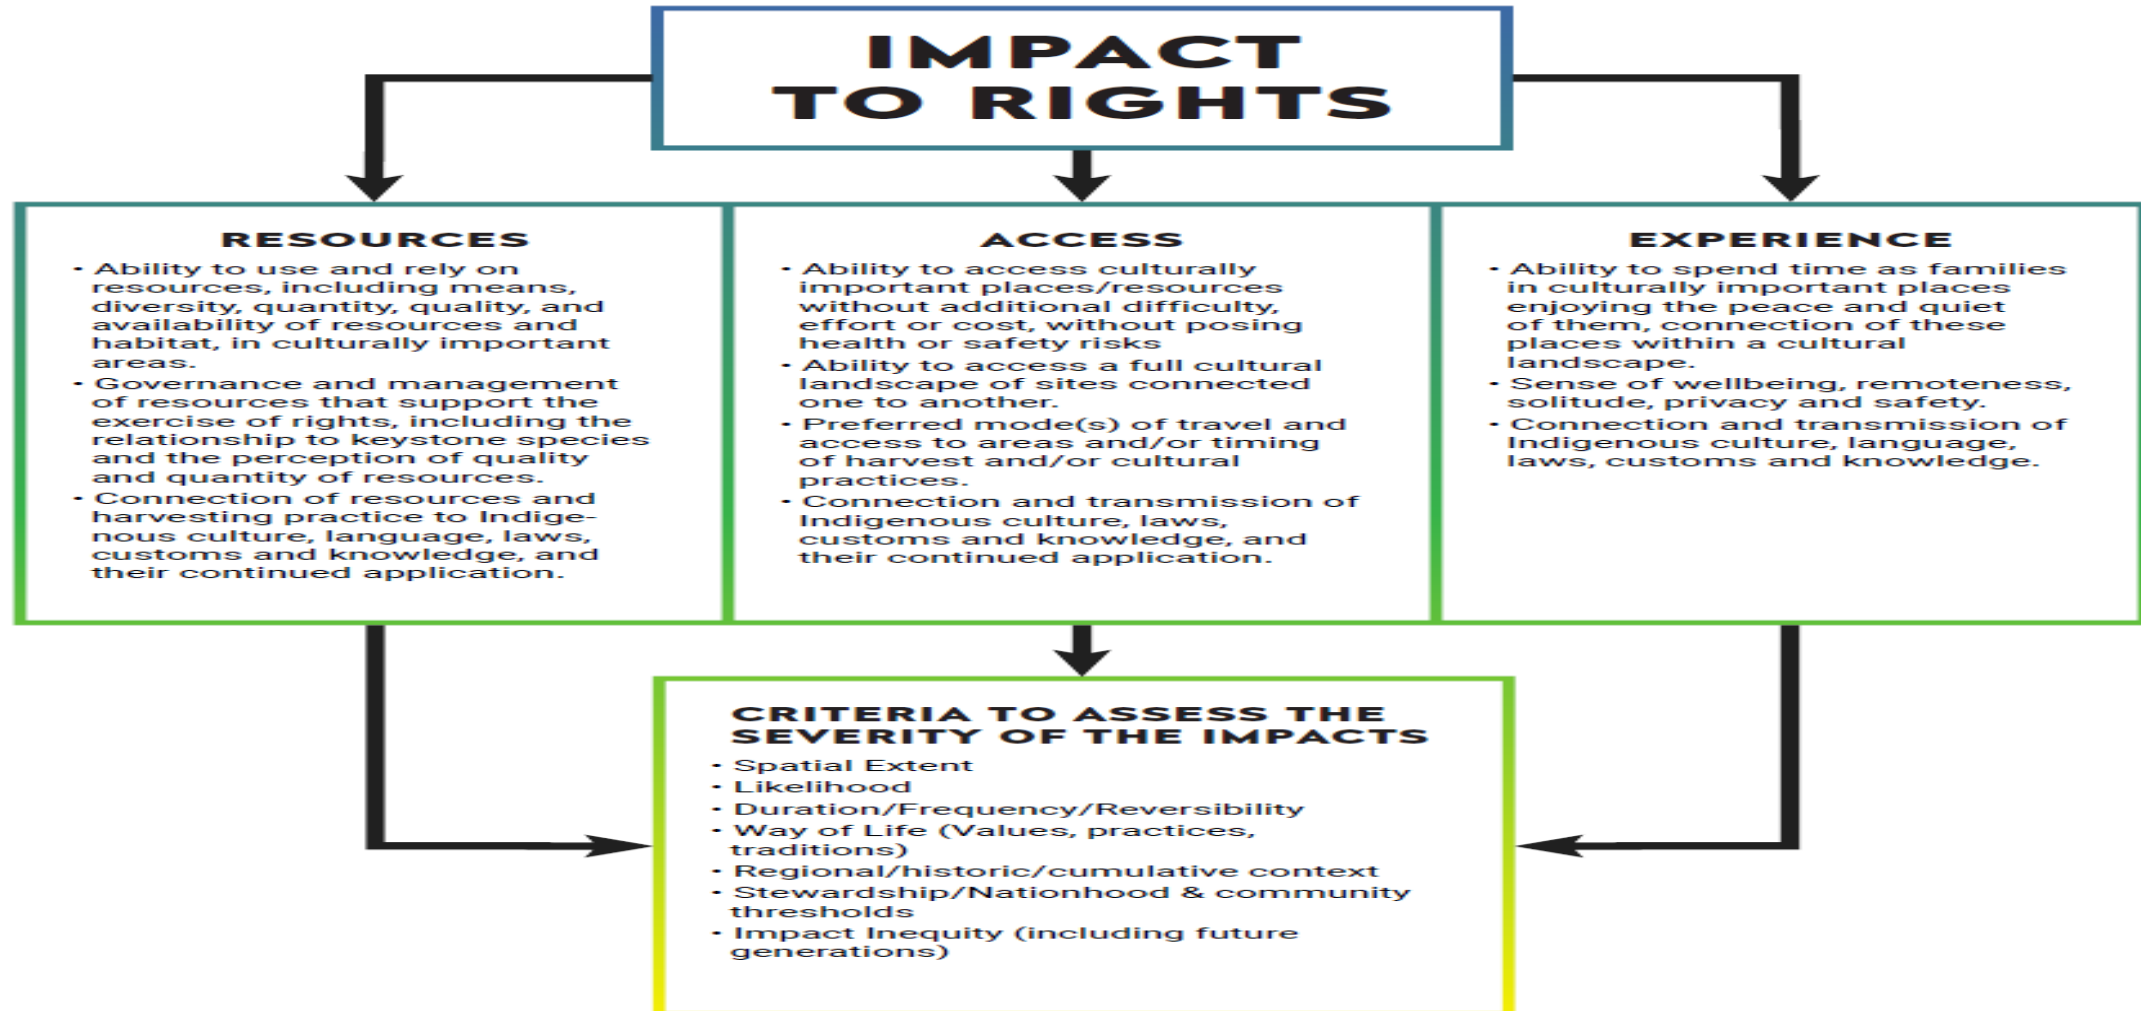 IMPACT
TO RIGHTS
RESOURCES
• Ability to use and rely on
resources, including means,
diversity, quantity, quality, and
availability of resources and
habitat, in culturally important
areas.
• Governance and management
of resources that support the
exercise of rights, including the
relationship to keystone species
and the perception of quality
and quantity of resources.
• Connection of resources and
harvesting practice to Indige-
nous culture, language, laws,
customs and knowledge, and
their continued application.
ACCESS
• Ability to access culturally
important places/resources
without additional difficulty,
effort or cost, without posing
health or safety risks
• Ability to access a full cultural
landscape of sites connected
one to another.
• Preferred mode(s) of travel and
access to areas and/or timing
of harvest and/or cultural
practices.
• Connection and transmission of
Indigenous culture, laws,
customs and knowledge, and
their continued application.
EXPERIENCE
• Ability to spend time as families
in culturally important places
enjoying the peace and quiet
of them, connection of these
places within a cultural
landscape.
• Sense of wellbeing, remoteness,
solitude, privacy and safety.
• Connection and transmission of
Indigenous culture, language,
laws, customs and knowledge.
CRITERIA TO ASSESS THE
SEVERITY OF THE IMPACTS
• Spatial Extent
• Likelihood
• Duration/Frequency/Reversibility
• Way of Life (Values, practices,
traditions)
• Regional/historic/cumulative context
• Stewardship/Nationhood & community
thresholds
• Impact Inequity (including future
generations)